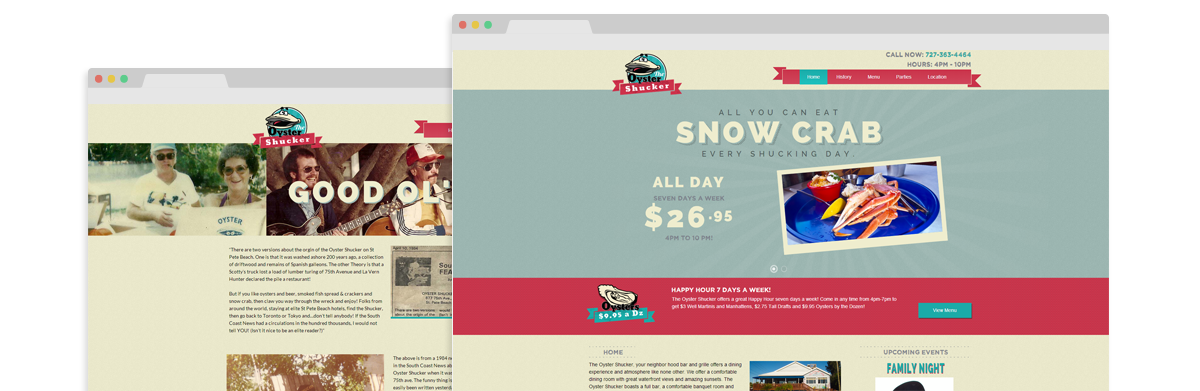 The
Oyster
Shucker
H
GOOD OL'
OYSTER
"There are two versions about the orgin of the Oyster Shucker on St
Pete Beach. One is that it was washed ashore 200 years ago, a collection
of driftwood and remains of Spanish galleons. The other Theory is that a
Scotty's truck lost a load of lumber turing of 75th Avenue and La Vern
Hunter declared the pile a restaurant!
But if you like oysters and beer, smoked fish spread & crackers and
snow crab, then claw you way through the wreck and enjoy! Folks from
around the world, staying at elite St Pete Beach hotels, find the Shucker,
then go back to Toronto or Tokyo and..don't tell anybody! If the South
Coast News had a circulations in the hundred thousands, I would not
tell YOU! (Isn't it nice to be an elite reader?)"
April 10, 1984
Sou
FEA
The above is from a 1984 ne
in the South Coast News abou
Oyster Shucker when it wa
75th ave. The funny thing is
easily been written yesterd
CALL NOW: 727-363-4464
HOURS: 4PM - 10PM
The
Oyster
Shucker
Home History Menu Parties Location
ALL YOU CAN EAT
SNOW CRAB
EVERY SHUCKING DAY.
ALL DAY
SEVEN DAYS A WEEK
$26.95
4PM TO 10 PM!
Oysters
$9.95 a Dz
HAPPY HOUR 7 DAYS A WEEK!
The Oyster Shucker offers a great Happy Hour seven days a week! Come in any time from 4pm-7pm to
get $3 Well Martinis and Manhattens, $2.75 Tall Drafts and $9.95 Oysters by the Dozen!
View Menu
HOME
The Oyster Shucker, your neighbor hood bar and grille offers a dining
experience and atmosphere like none other. We offer a comfortable
dining room with great waterfront views and amazing sunsets. The
Oyster Shucker boasts a full bar, a comfortable banquet room and
UPCOMING EVENTS
FAMILY NIGHT